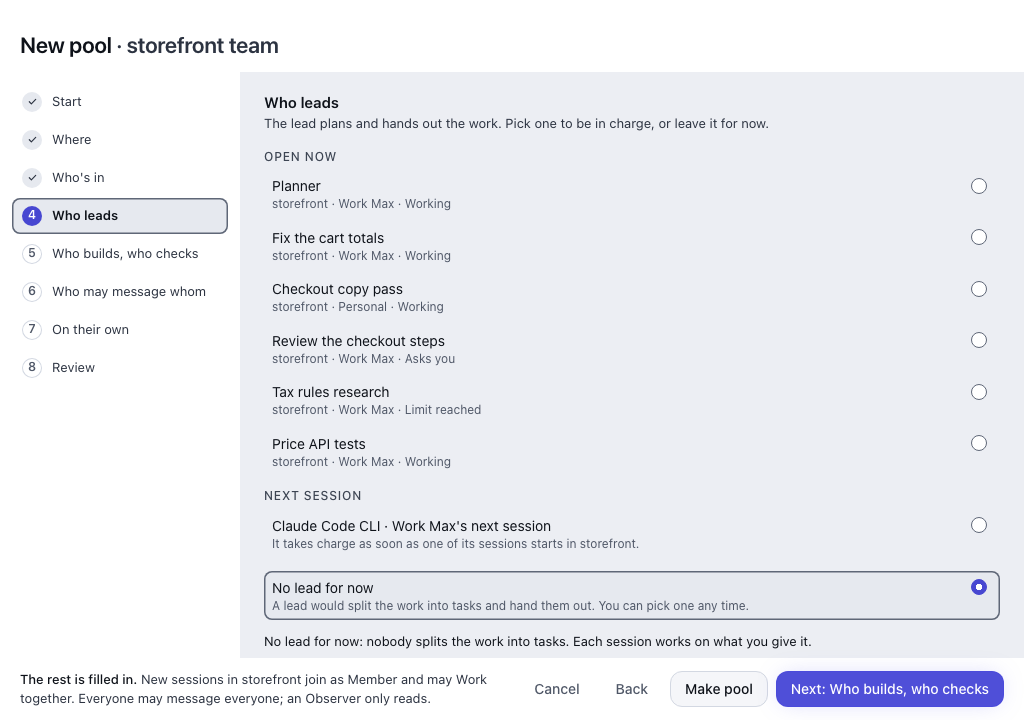 New pool · storefront team
Start
Where
Who's in
4 Who leads
5 Who builds, who checks
6 Who may message whom
7 On their own
8 Review
Who leads
The lead plans and hands out the work. Pick one to be in charge, or leave it for now.
OPEN NOW
Planner
storefront · Work Max · Working
Fix the cart totals
storefront · Work Max · Working
Checkout copy pass
storefront · Personal · Working
Review the checkout steps
storefront · Work Max · Asks you
Tax rules research
storefront · Work Max · Limit reached
Price API tests
storefront · Work Max · Working
NEXT SESSION
Claude Code CLI · Work Max's next session
It takes charge as soon as one of its sessions starts in storefront.
No lead for now
A lead would split the work into tasks and hand them out. You can pick one any time.
No lead for now: nobody splits the work into tasks. Each session works on what you give it.
The rest is filled in. New sessions in storefront join as Member and may Work
together. Everyone may message everyone; an Observer only reads.
Cancel
Back
Make pool
Next: Who builds, who checks